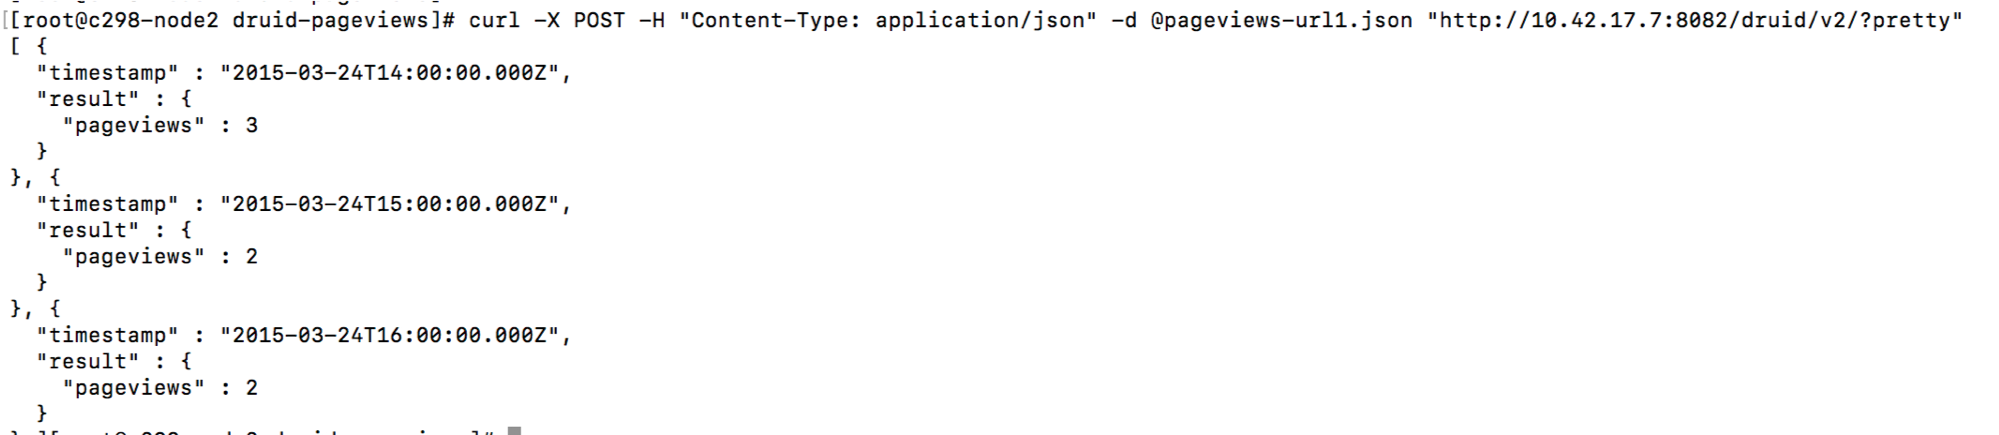 [[root@c298-node2 druid-pageviews]# curl -X POST -H "Content-Type: application/json" -d @pageviews-url1.json "http://10.42.17.7:8082/druid/v2/?pretty"
[ {
  "timestamp" : "2015-03-24T14:00:00.000Z",
  "result" : {
    "pageviews" : 3
  }
}, {
  "timestamp" : "2015-03-24T15:00:00.000Z",
  "result" : {
    "pageviews" : 2
  }
}, {
  "timestamp" : "2015-03-24T16:00:00.000Z",
  "result" : {
    "pageviews" : 2
  }